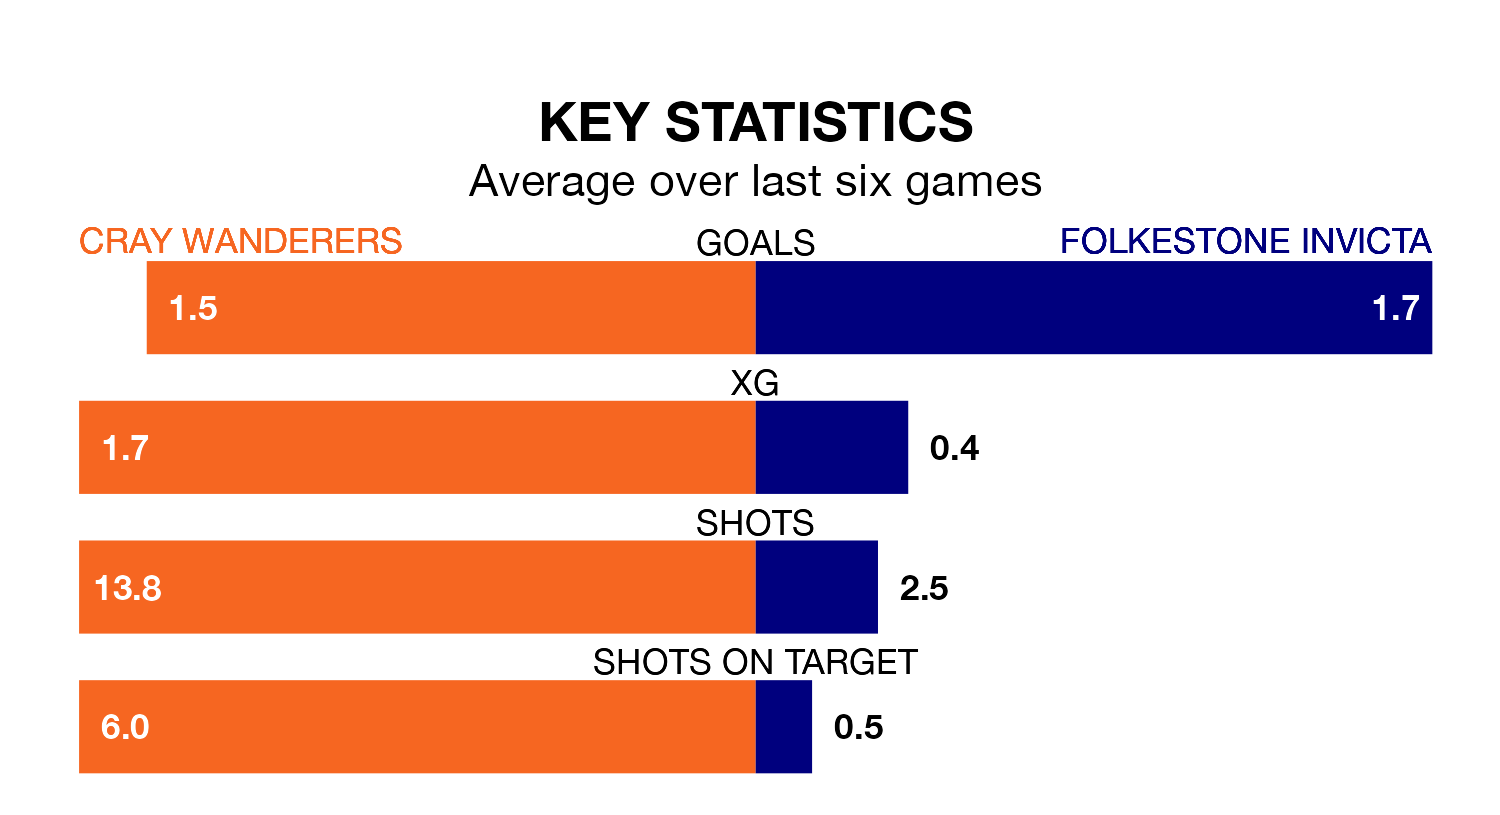 KEY STATISTICS
Average over last six games
CRAY WANDERERS GOALS FOLKESTONE INVICTA
1.5 1.7
XG
1.7 0.4
SHOTS
13.8 2.5
SHOTS ON TARGET
6.0 0.5